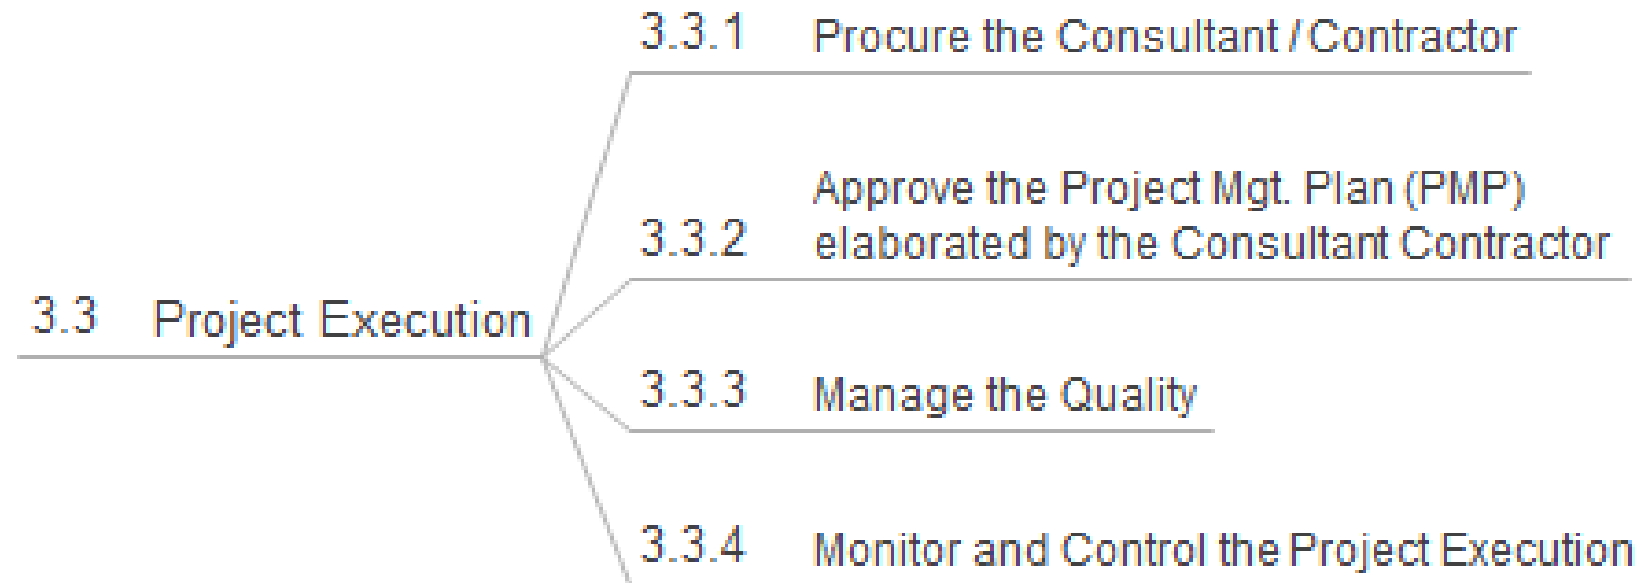 3.3.1 Procure the Consultant / Contractor
Approve the Project Mgt. Plan (PMP)
3.3.2 elaborated by the Consultant Contractor
3.3 Project Execution
3.3.3 Manage the Quality
3.3.4 Monitor and Control the Project Execution